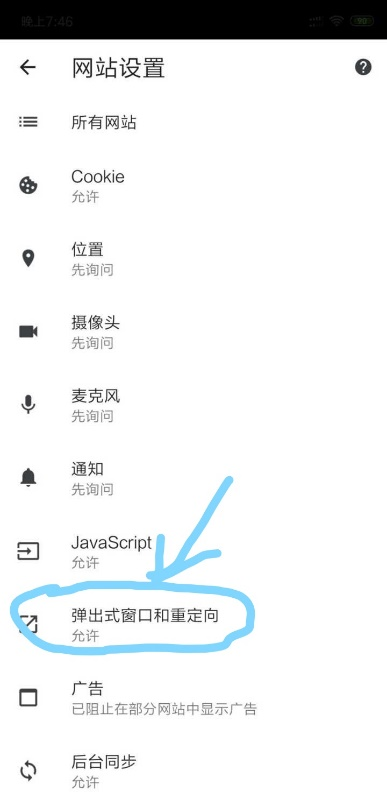 晚上7:48
99
网站设置
所有网站
Cookie
允许
位置
先询问
摄像头
先询问
麦克风
先询问
通知
先询问
JavaScript
允许
弹出式窗口和重定向
允许
广告
已阻止在部分网站中显示广告
后台同步
允许